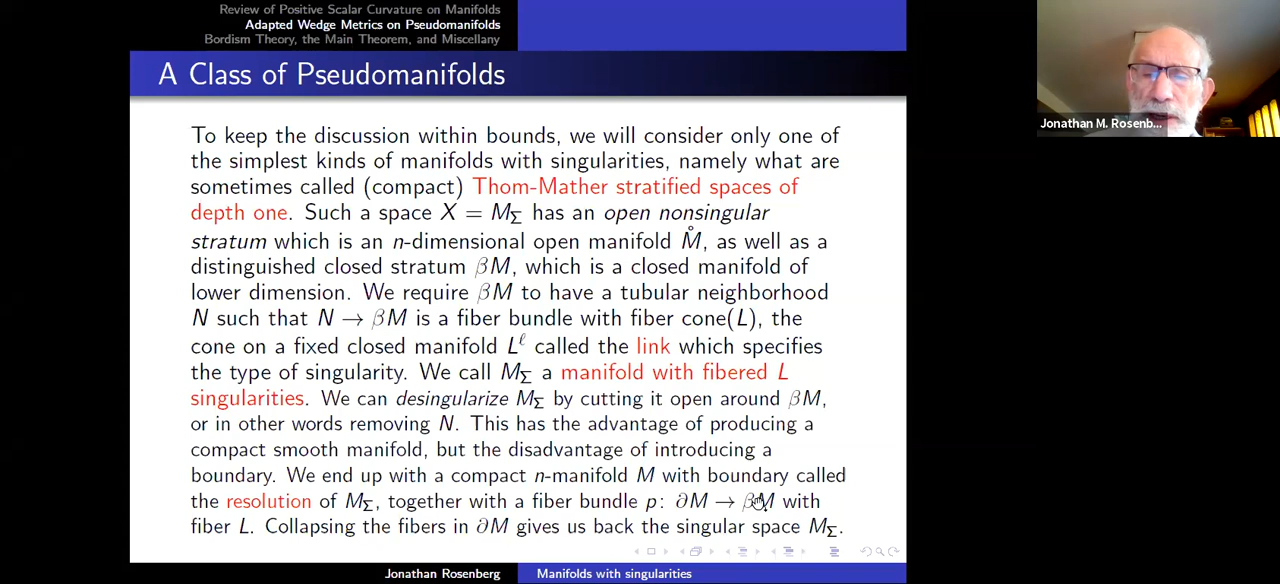 Review of Positive Scalar Curvature on Manifolds
Adapted Wedge Metrics on Pseudomanifolds
Bordism Theory, the Main Theorem, and Miscellany
A Class of Pseudomanifolds
To keep the discussion within bounds, we will consider only one of
the simplest kinds of manifolds with singularities, namely what are
sometimes called (compact) Thom-Mather stratified spaces of
depth one. Such a space X = M_Σ has an open nonsingular
stratum which is an n-dimensional open manifold M̊, as well as a
distinguished closed stratum βM, which is a closed manifold of
lower dimension. We require βM to have a tubular neighborhood
N such that N → βM is a fiber bundle with fiber cone(L), the
cone on a fixed closed manifold L^ℓ called the link which specifies
the type of singularity. We call M_Σ a manifold with fibered L
singularities. We can desingularize M_Σ by cutting it open around βM,
or in other words removing N. This has the advantage of producing a
compact smooth manifold, but the disadvantage of introducing a
boundary. We end up with a compact n-manifold M with boundary called
the resolution of M_Σ, together with a fiber bundle p: ∂M → βM with
fiber L. Collapsing the fibers in ∂M gives us back the singular space M_Σ.
Jonathan Rosenberg
Manifolds with singularities
Jonathan M. Rosenb...